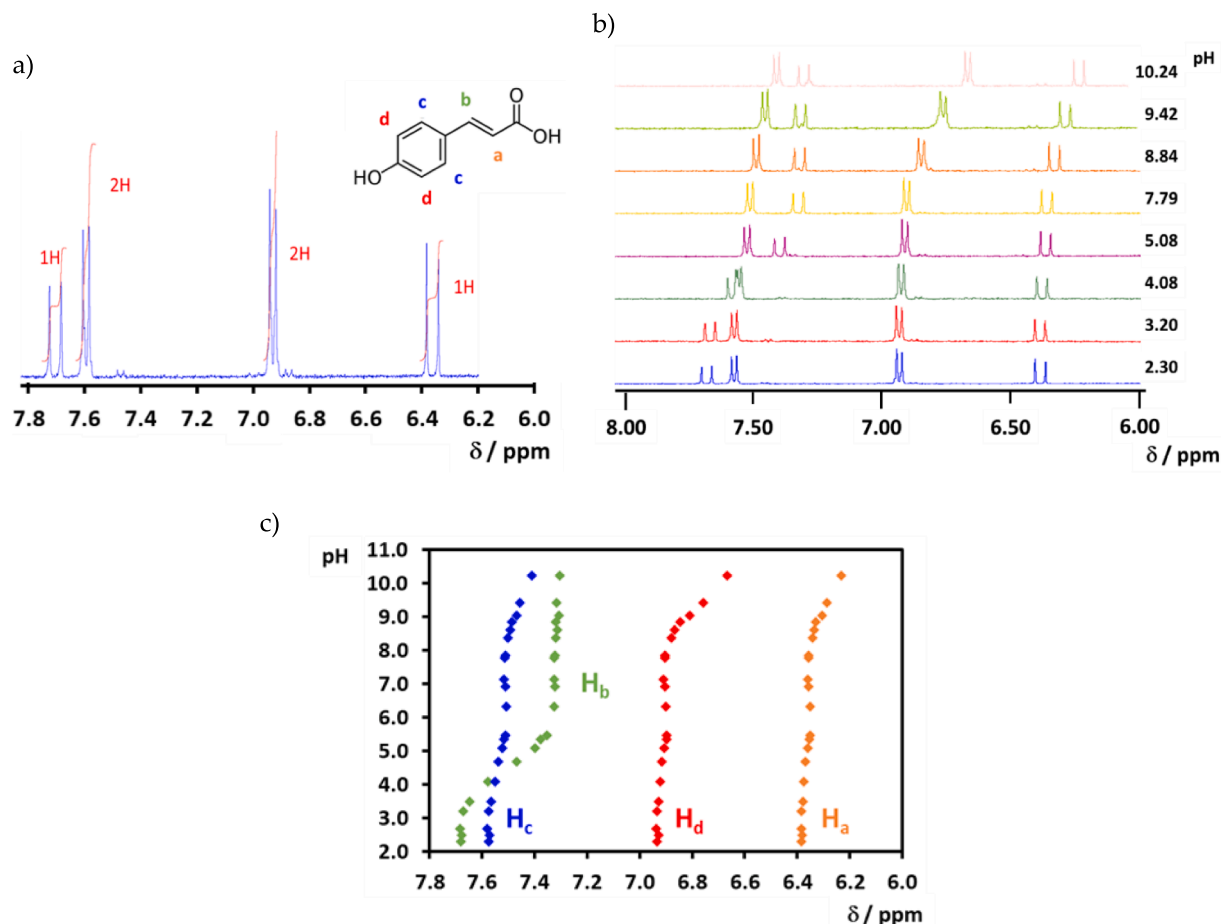 a)
1H
2H
2H
1H
c
b
O
d
OH
a
HO
c
d
7.8 7.6 7.2 7.0 6.6 6.4 6.2 6.0
δ / ppm
b)
pH
10.24
9.42
8.84
7.79
5.08
4.08
3.20
2.30
8.00 7.50 7.00 6.50 6.00
δ / ppm
c)
pH
11.0
10.0
9.0
8.0
7.0
6.0
5.0
4.0
3.0
2.0
Hb
Hc
Hd
Ha
7.8 7.6 7.4 7.2 7.0 6.8 6.6 6.4 6.2 6.0
δ / ppm